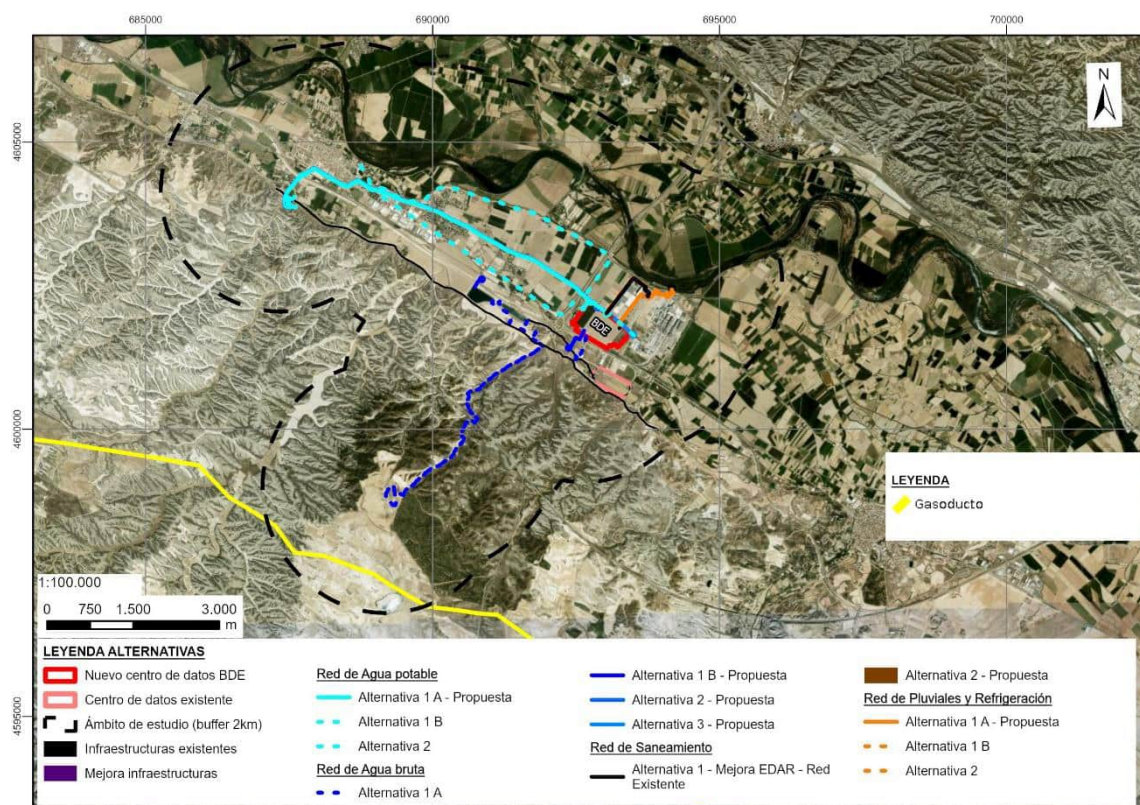 685000
690000
695000
700000
N
4605000
BDE
4600000
LEYENDA
Gasoducto
1:100.000
0 750 1.500 3.000
m
4595000
LEYENDA ALTERNATIVAS
Nuevo centro de datos BDE
Centro de datos existente
Ámbito de estudio (buffer 2km)
Infraestructuras existentes
Mejora infraestructuras
Red de Agua potable
Alternativa 1 A - Propuesta
Alternativa 1 B
Alternativa 2
Red de Agua bruta
Alternativa 1 A
Alternativa 1 B - Propuesta
Alternativa 2 - Propuesta
Alternativa 3 - Propuesta
Red de Saneamiento
Alternativa 1 - Mejora EDAR - Red
Existente
Alternativa 2 - Propuesta
Red de Pluviales y Refrigeración
Alternativa 1 A - Propuesta
Alternativa 1 B
Alternativa 2